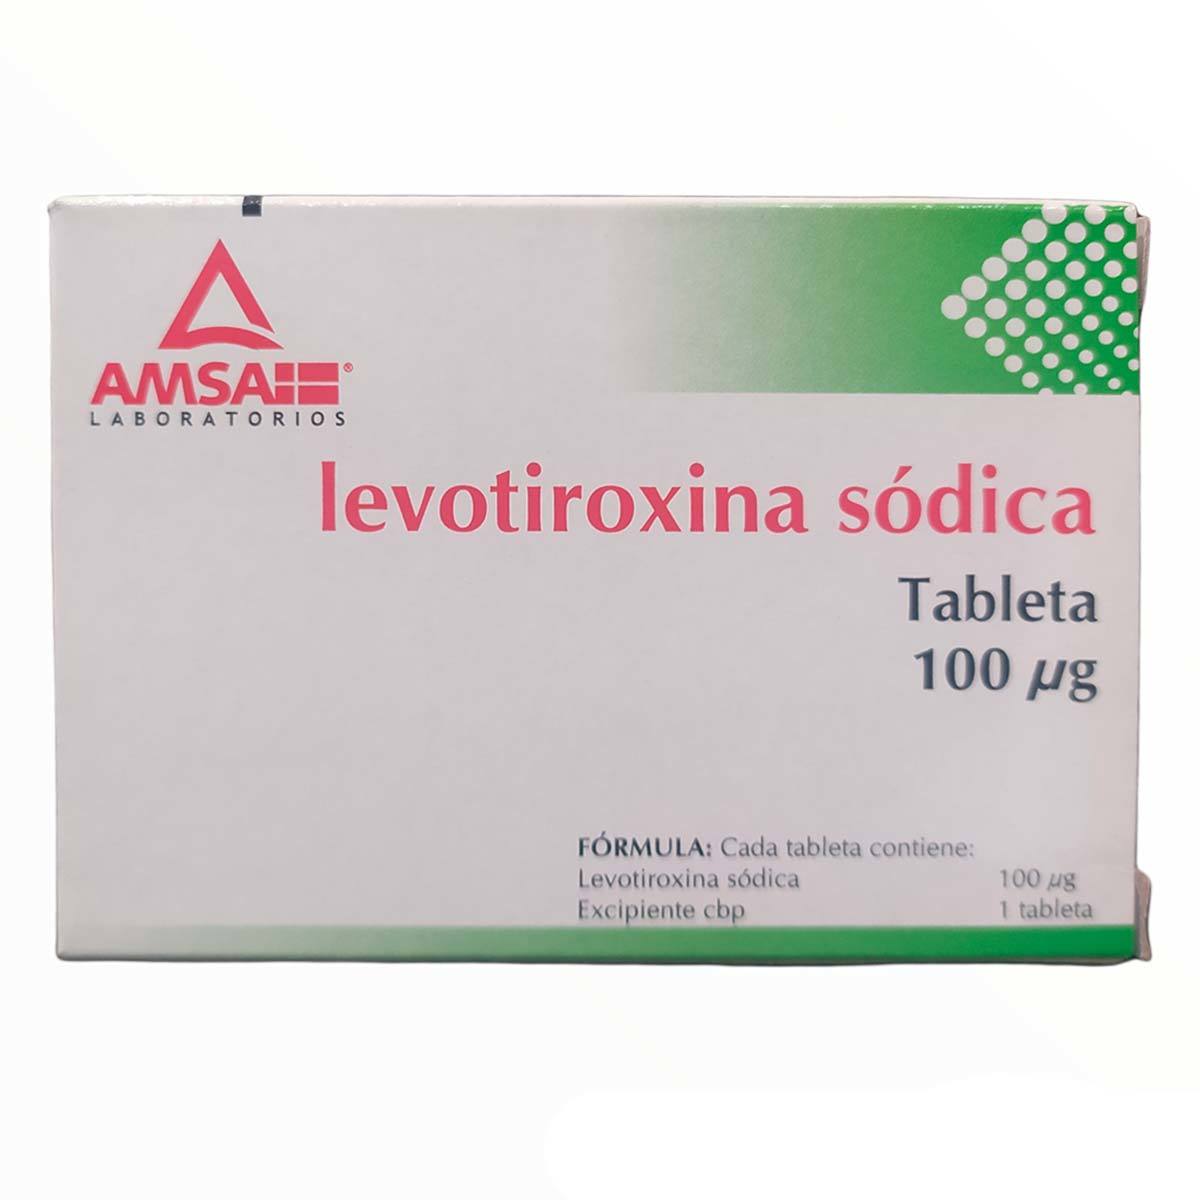 AMSA®
LABORATORIOS
levotiroxina sódica
Tableta
100 µg
FÓRMULA: Cada tableta contiene:
Levotiroxina sódica 100 µg
Excipiente cbp 1 tableta